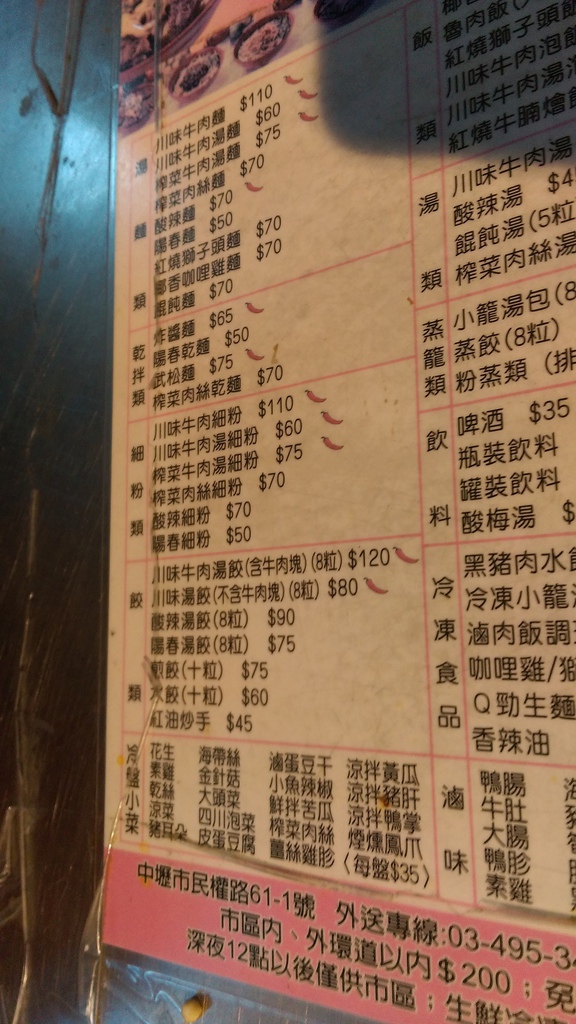 湯麵類
川味牛肉麵 $110
川味牛肉湯麵 $60
榨菜牛肉湯麵 $75
榨菜肉絲麵 $70
酸辣麵 $70
陽春麵 $50
紅燒獅子頭麵 $70
椰香咖哩雞麵 $70
餛飩麵 $70
乾拌類
炸醬麵 $65
陽春乾麵 $50
武松麵 $75
榨菜肉絲乾麵 $70
細粉類
川味牛肉細粉 $110
川味牛肉湯細粉 $60
榨菜牛肉湯細粉 $75
榨菜肉絲細粉 $70
酸辣細粉 $70
陽春細粉 $50
餃類
川味牛肉湯餃(含牛肉塊)(8粒) $120
川味湯餃(不含牛肉塊)(8粒) $80
酸辣湯餃(8粒) $90
陽春湯餃(8粒) $75
煎餃(十粒) $75
水餃(十粒) $60
紅油炒手 $45
冷盤小菜
花生 海帶絲 滷蛋豆干 涼拌黃瓜
素雞 金針菇 小魚辣椒 涼拌豬肝
乾絲 大頭菜 鮮拌苦瓜 涼拌鴨掌
涼菜 四川泡菜 榨菜肉絲 煙燻鳳爪
豬耳朵 皮蛋豆腐 薑絲雞胗 (每盤$35)
飯類
魯肉飯
紅燒獅子頭
川味牛肉泡飯
川味牛肉湯
紅燒牛腩燴飯
湯類
川味牛肉湯
酸辣湯 $4
餛飩湯(5粒
榨菜肉絲湯
蒸籠類
小籠湯包(8
蒸餃(8粒)
粉蒸類 (排
飲料
啤酒 $35
瓶裝飲料
罐裝飲料
酸梅湯 $
冷凍食品
黑豬肉水餃
冷凍小籠湯
滷肉飯調
咖哩雞/獅
Q勁生麵
香辣油
滷味
鴨腸
牛肚
大腸
鴨胗
素雞
中壢市民權路61-1號 外送專線:03-495-3
市區內、外環道以內$200；免
深夜12點以後僅供市區；生鮮冷